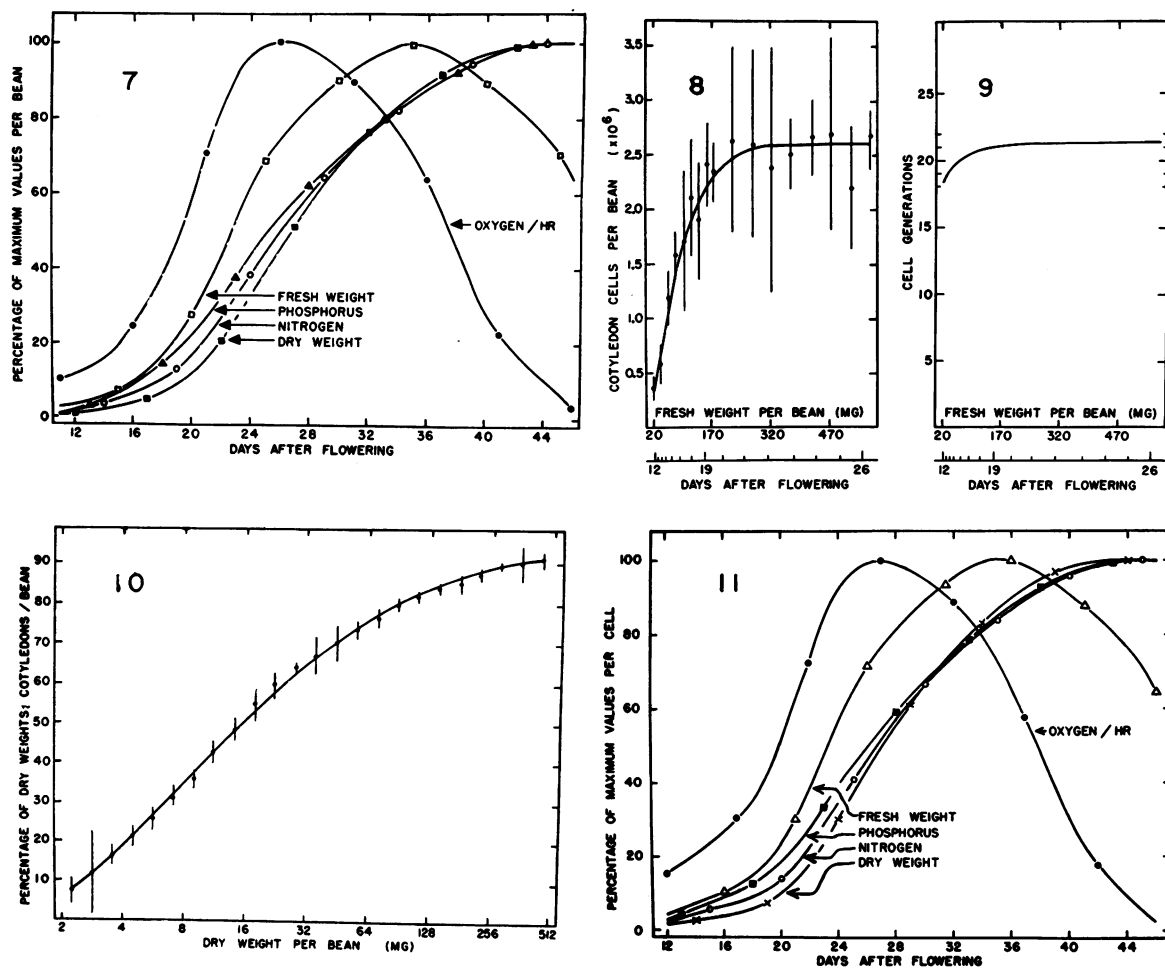 7
PERCENTAGE OF MAXIMUM VALUES PER BEAN
100
80
60
40
20
0
OXYGEN/HR
FRESH WEIGHT
PHOSPHORUS
NITROGEN
DRY WEIGHT
12 16 20 24 28 32 36 40 44
DAYS AFTER FLOWERING
8
COTYLEDON CELLS PER BEAN (x10⁶)
3.5
3.0
2.5
2.0
1.5
1.0
0.5
FRESH WEIGHT PER BEAN (MG)
20 170 320 470
12 19 26
DAYS AFTER FLOWERING
9
CELL GENERATIONS
25
20
15
10
5
FRESH WEIGHT PER BEAN (MG)
20 170 320 470
12 19 26
DAYS AFTER FLOWERING
10
PERCENTAGE OF DRY WEIGHTS; COTYLEDONS / BEAN
90
80
70
60
50
40
30
20
10
2 4 8 16 32 64 128 256 512
DRY WEIGHT PER BEAN (MG)
11
PERCENTAGE OF MAXIMUM VALUES PER CELL
100
80
60
40
20
0
OXYGEN/HR
FRESH WEIGHT
PHOSPHORUS
NITROGEN
DRY WEIGHT
12 16 20 24 28 32 36 40 44
DAYS AFTER FLOWERING